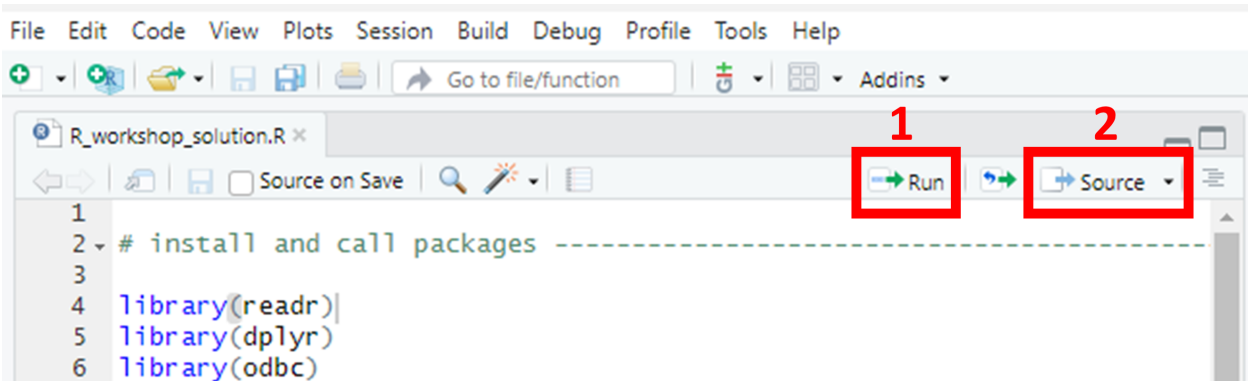 File Edit Code View Plots Session Build Debug Profile Tools Help
Go to file/function Addins
R_workshop_solution.R
1 2
Source on Save Run Source
1
2 # install and call packages -------------------------------------------
3
4 library(readr)
5 library(dplyr)
6 library(odbc)